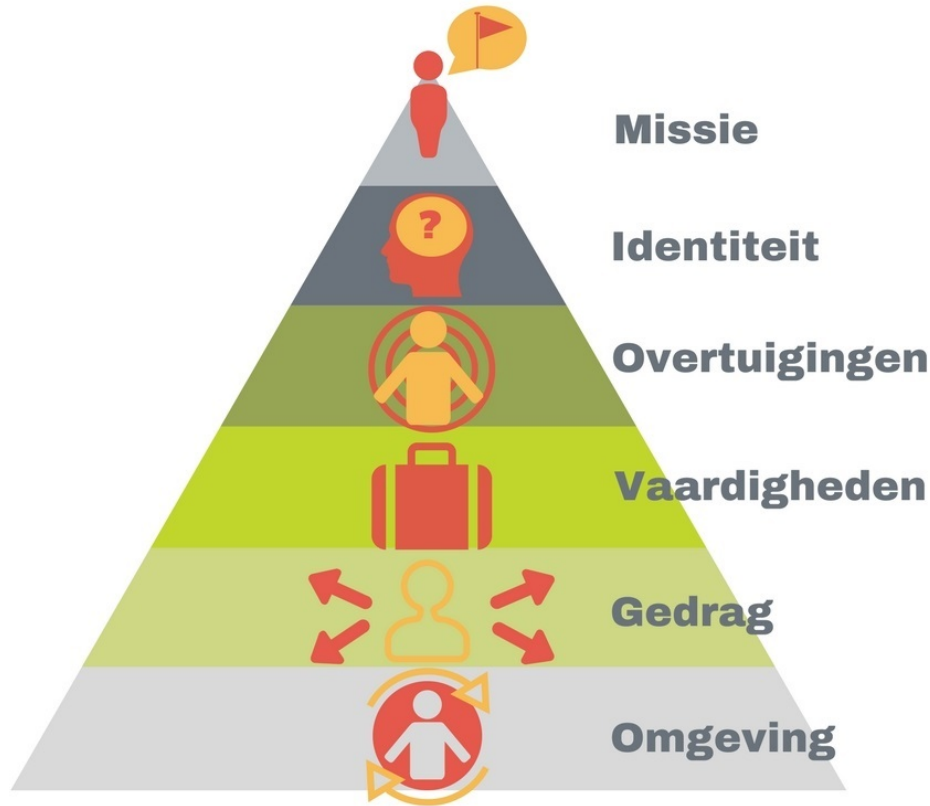 Missie
?
Identiteit
Overtuigingen
Vaardigheden
Gedrag
Omgeving